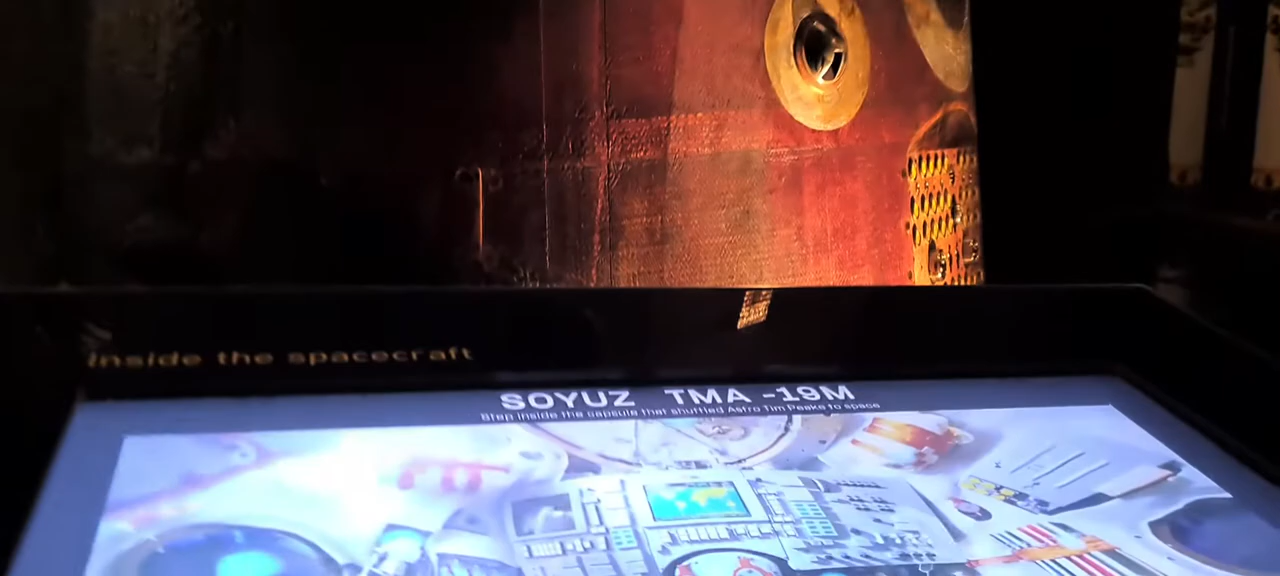 inside the spacecraft
SOYUZ TMA -19M
Step inside the capsule that shuttled Astro Tim Peake to space